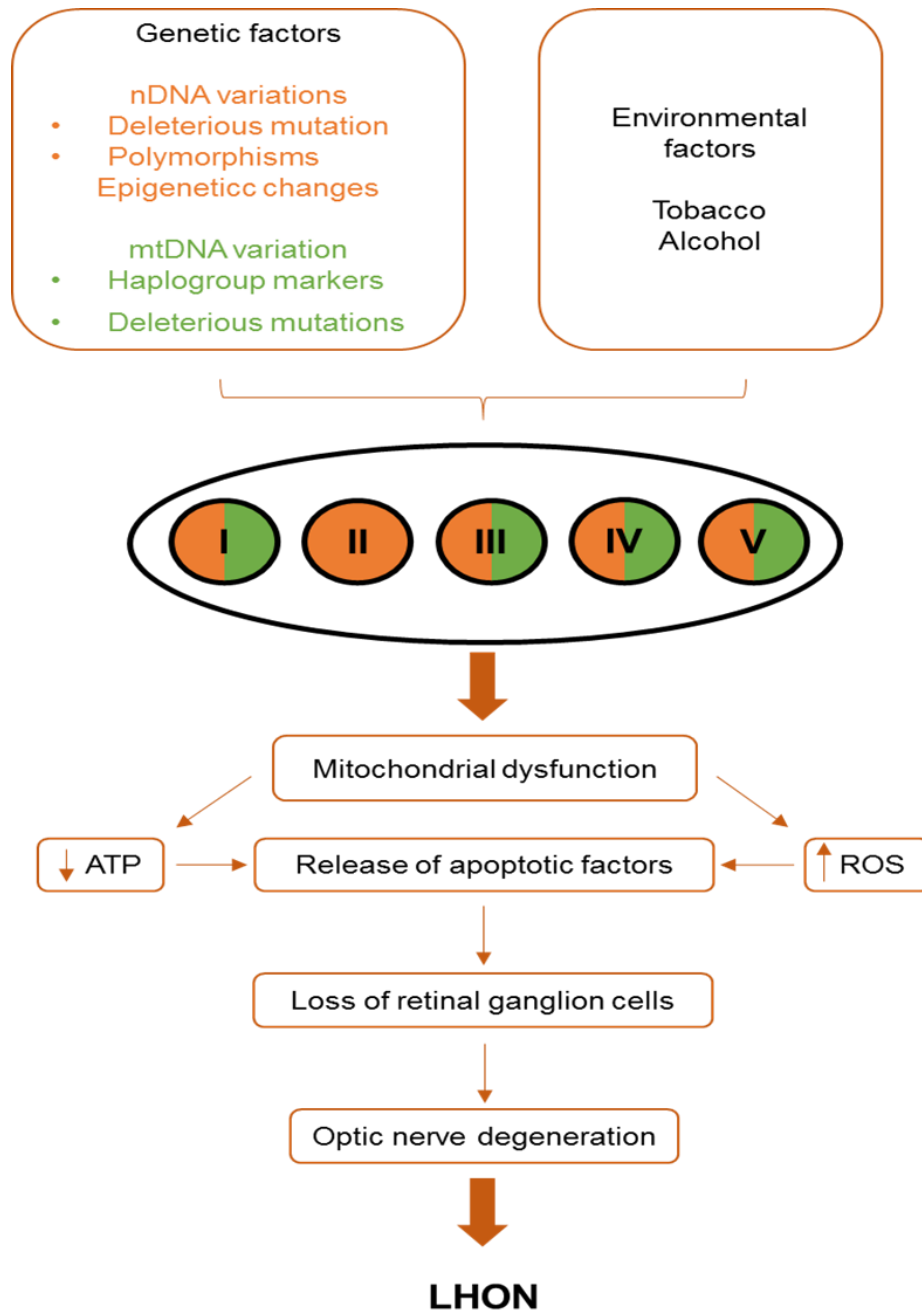 Genetic factors
nDNA variations
• Deleterious mutation
• Polymorphisms
Epigeneticc changes
mtDNA variation
• Haplogroup markers
• Deleterious mutations
Environmental
factors
Tobacco
Alcohol
I II III IV V
Mitochondrial dysfunction
↓ ATP
Release of apoptotic factors
↑ ROS
Loss of retinal ganglion cells
Optic nerve degeneration
LHON